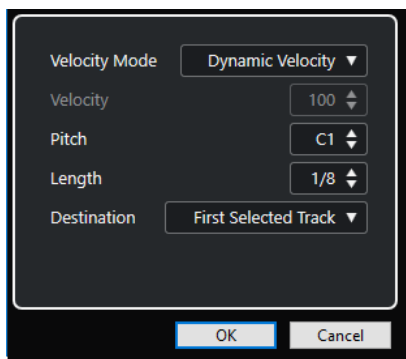 Velocity Mode Dynamic Velocity ▼
Velocity 100
Pitch C1
Length 1/8
Destination First Selected Track ▼
OK Cancel